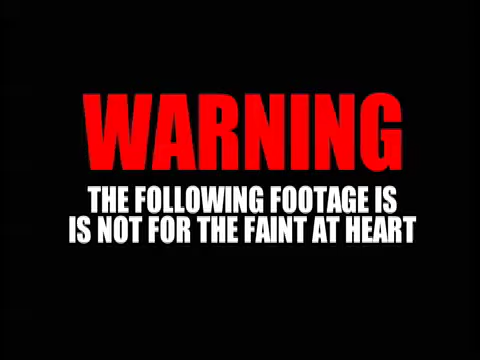 WARNING
THE FOLLOWING FOOTAGE IS
IS NOT FOR THE FAINT AT HEART